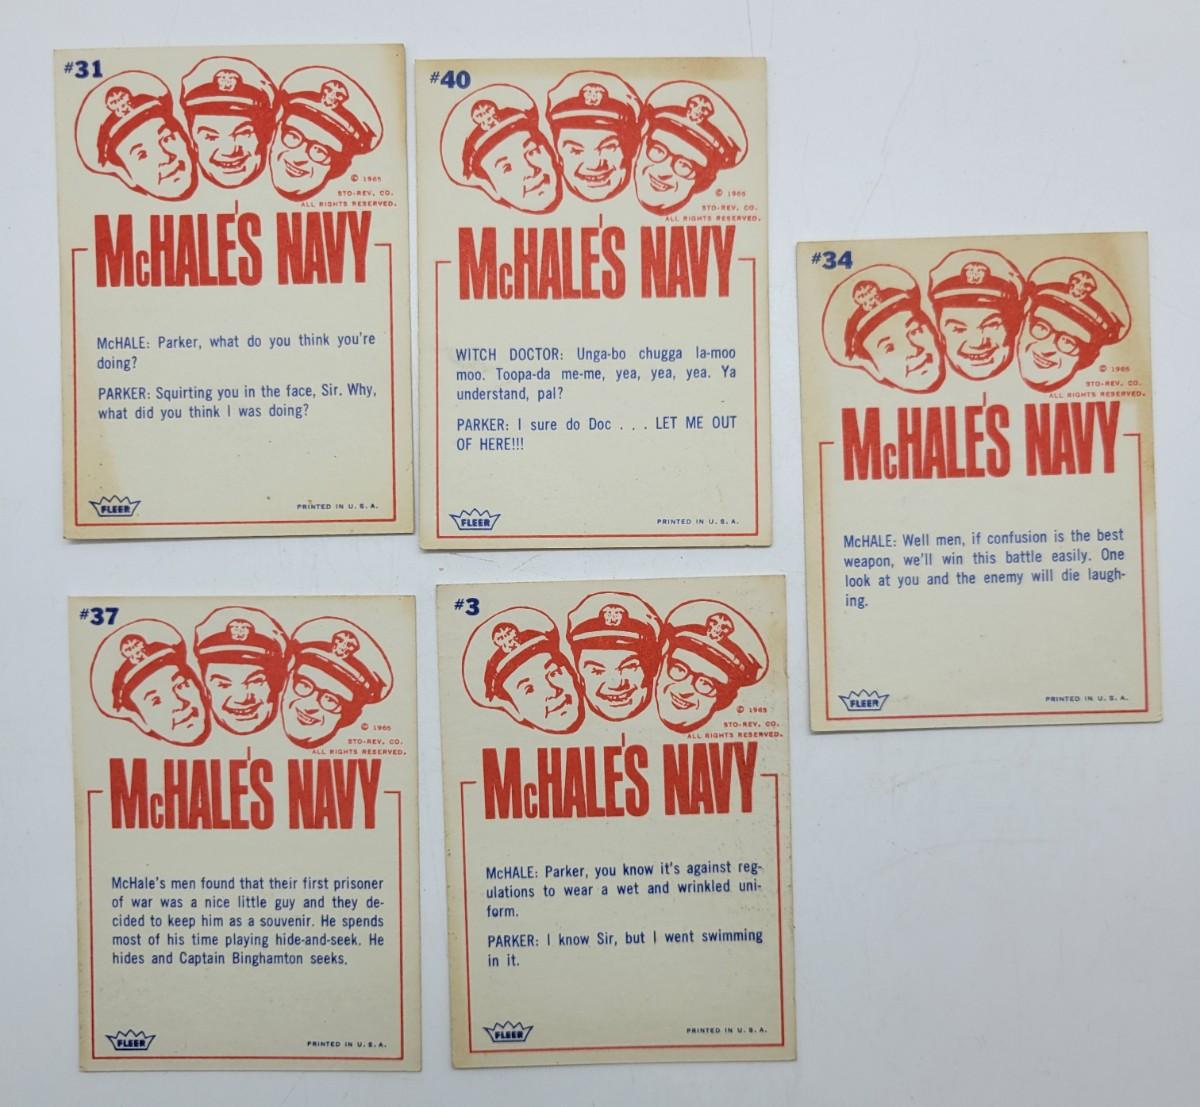 #31
© 1965
STO-REV. CO.
ALL RIGHTS RESERVED.
McHALE'S NAVY
McHALE: Parker, what do you think you're
doing?
PARKER: Squirting you in the face, Sir. Why,
what did you think I was doing?
FLEER
PRINTED IN U. S. A.
#40
© 1965
STO-REV. CO.
ALL RIGHTS RESERVED.
McHALE'S NAVY
WITCH DOCTOR: Unga-bo chugga la-moo
moo. Toopa-da me-me, yea, yea, yea. Ya
understand, pal?
PARKER: I sure do Doc . . . LET ME OUT
OF HERE!!!
FLEER
PRINTED IN U. S. A.
#34
© 1965
STO-REV. CO.
ALL RIGHTS RESERVED.
McHALE'S NAVY
McHALE: Well men, if confusion is the best
weapon, we'll win this battle easily. One
look at you and the enemy will die laugh-
ing.
FLEER
PRINTED IN U. S. A.
#37
© 1965
STO-REV. CO.
ALL RIGHTS RESERVED.
McHALE'S NAVY
McHale's men found that their first prisoner
of war was a nice little guy and they de-
cided to keep him as a souvenir. He spends
most of his time playing hide-and-seek. He
hides and Captain Binghamton seeks.
FLEER
PRINTED IN U. S. A.
#3
© 1965
STO-REV. CO.
ALL RIGHTS RESERVED.
McHALE'S NAVY
McHALE: Parker, you know it's against reg-
ulations to wear a wet and wrinkled uni-
form.
PARKER: I know Sir, but I went swimming
in it.
FLEER
PRINTED IN U. S. A.